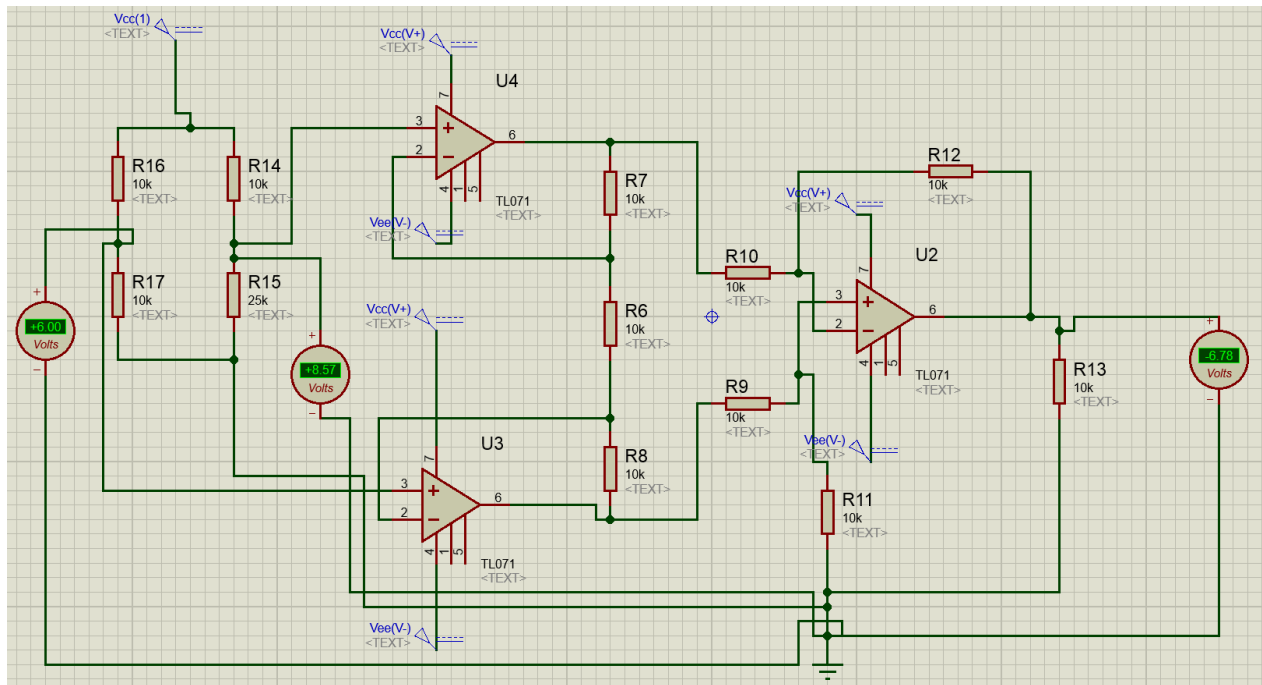 Vcc(1)
<TEXT>
Vcc(V+)
<TEXT>
U4
7
3
6
2
4
1
5
TL071
<TEXT>
R16
10k
<TEXT>
R14
10k
<TEXT>
R7
10k
<TEXT>
R12
10k
<TEXT>
Vcc(V+)
<TEXT>
Vee(V-)
<TEXT>
R17
10k
<TEXT>
R15
25k
<TEXT>
R10
10k
<TEXT>
U2
7
3
6
2
4
1
5
TL071
<TEXT>
+
+6.00
Volts
−
+
+8.57
Volts
−
Vcc(V+)
<TEXT>
R6
10k
<TEXT>
+
-6.78
Volts
−
R13
10k
<TEXT>
R9
10k
<TEXT>
U3
7
3
6
2
4
1
5
TL071
<TEXT>
R8
10k
<TEXT>
Vee(V-)
<TEXT>
R11
10k
<TEXT>
Vee(V-)
<TEXT>